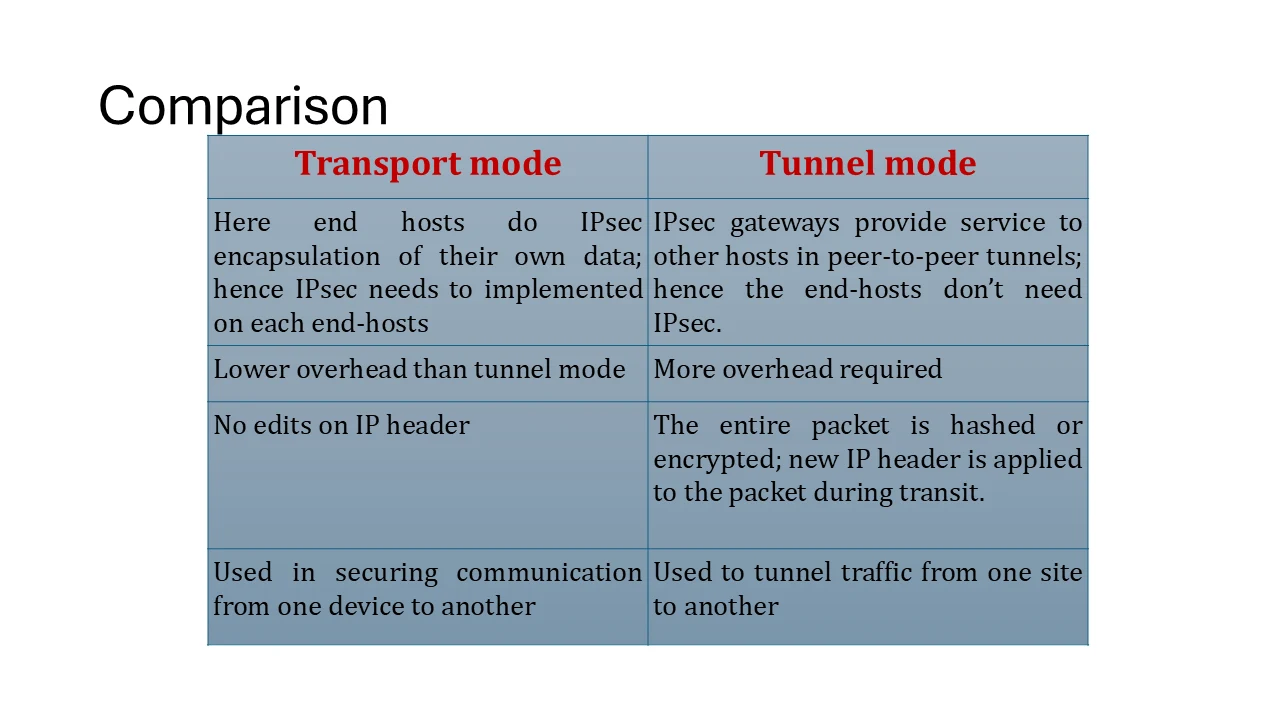 Comparison
Transport mode
Tunnel mode
Here end hosts do IPsec
encapsulation of their own data;
hence IPsec needs to implemented
on each end-hosts
IPsec gateways provide service to
other hosts in peer-to-peer tunnels;
hence the end-hosts don’t need
IPsec.
Lower overhead than tunnel mode
More overhead required
No edits on IP header
The entire packet is hashed or
encrypted; new IP header is applied
to the packet during transit.
Used in securing communication
from one device to another
Used to tunnel traffic from one site
to another